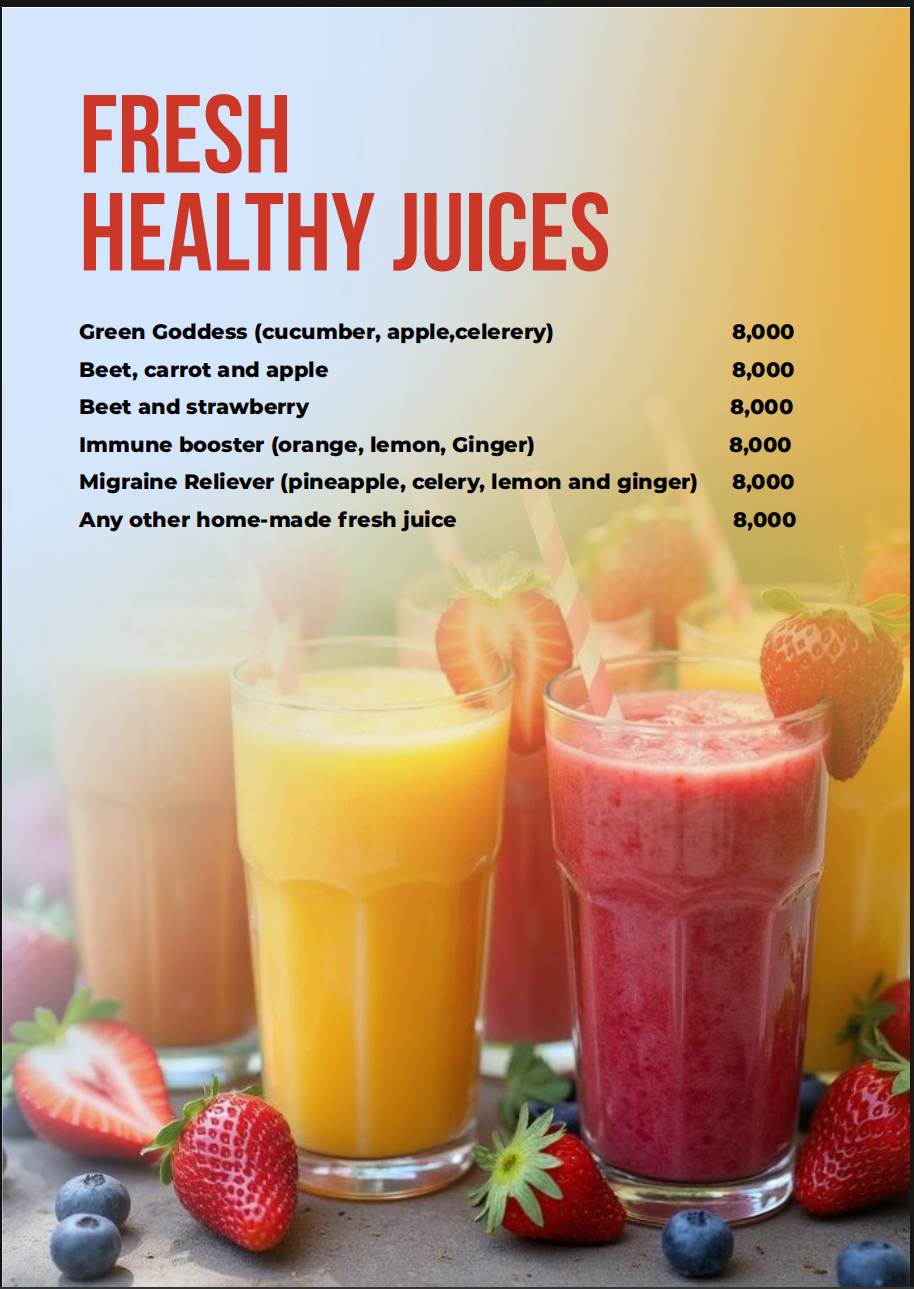 FRESH
HEALTHY JUICES
Green Goddess (cucumber, apple,celerery) 8,000
Beet, carrot and apple 8,000
Beet and strawberry 8,000
Immune booster (orange, lemon, Ginger) 8,000
Migraine Reliever (pineapple, celery, lemon and ginger) 8,000
Any other home-made fresh juice 8,000